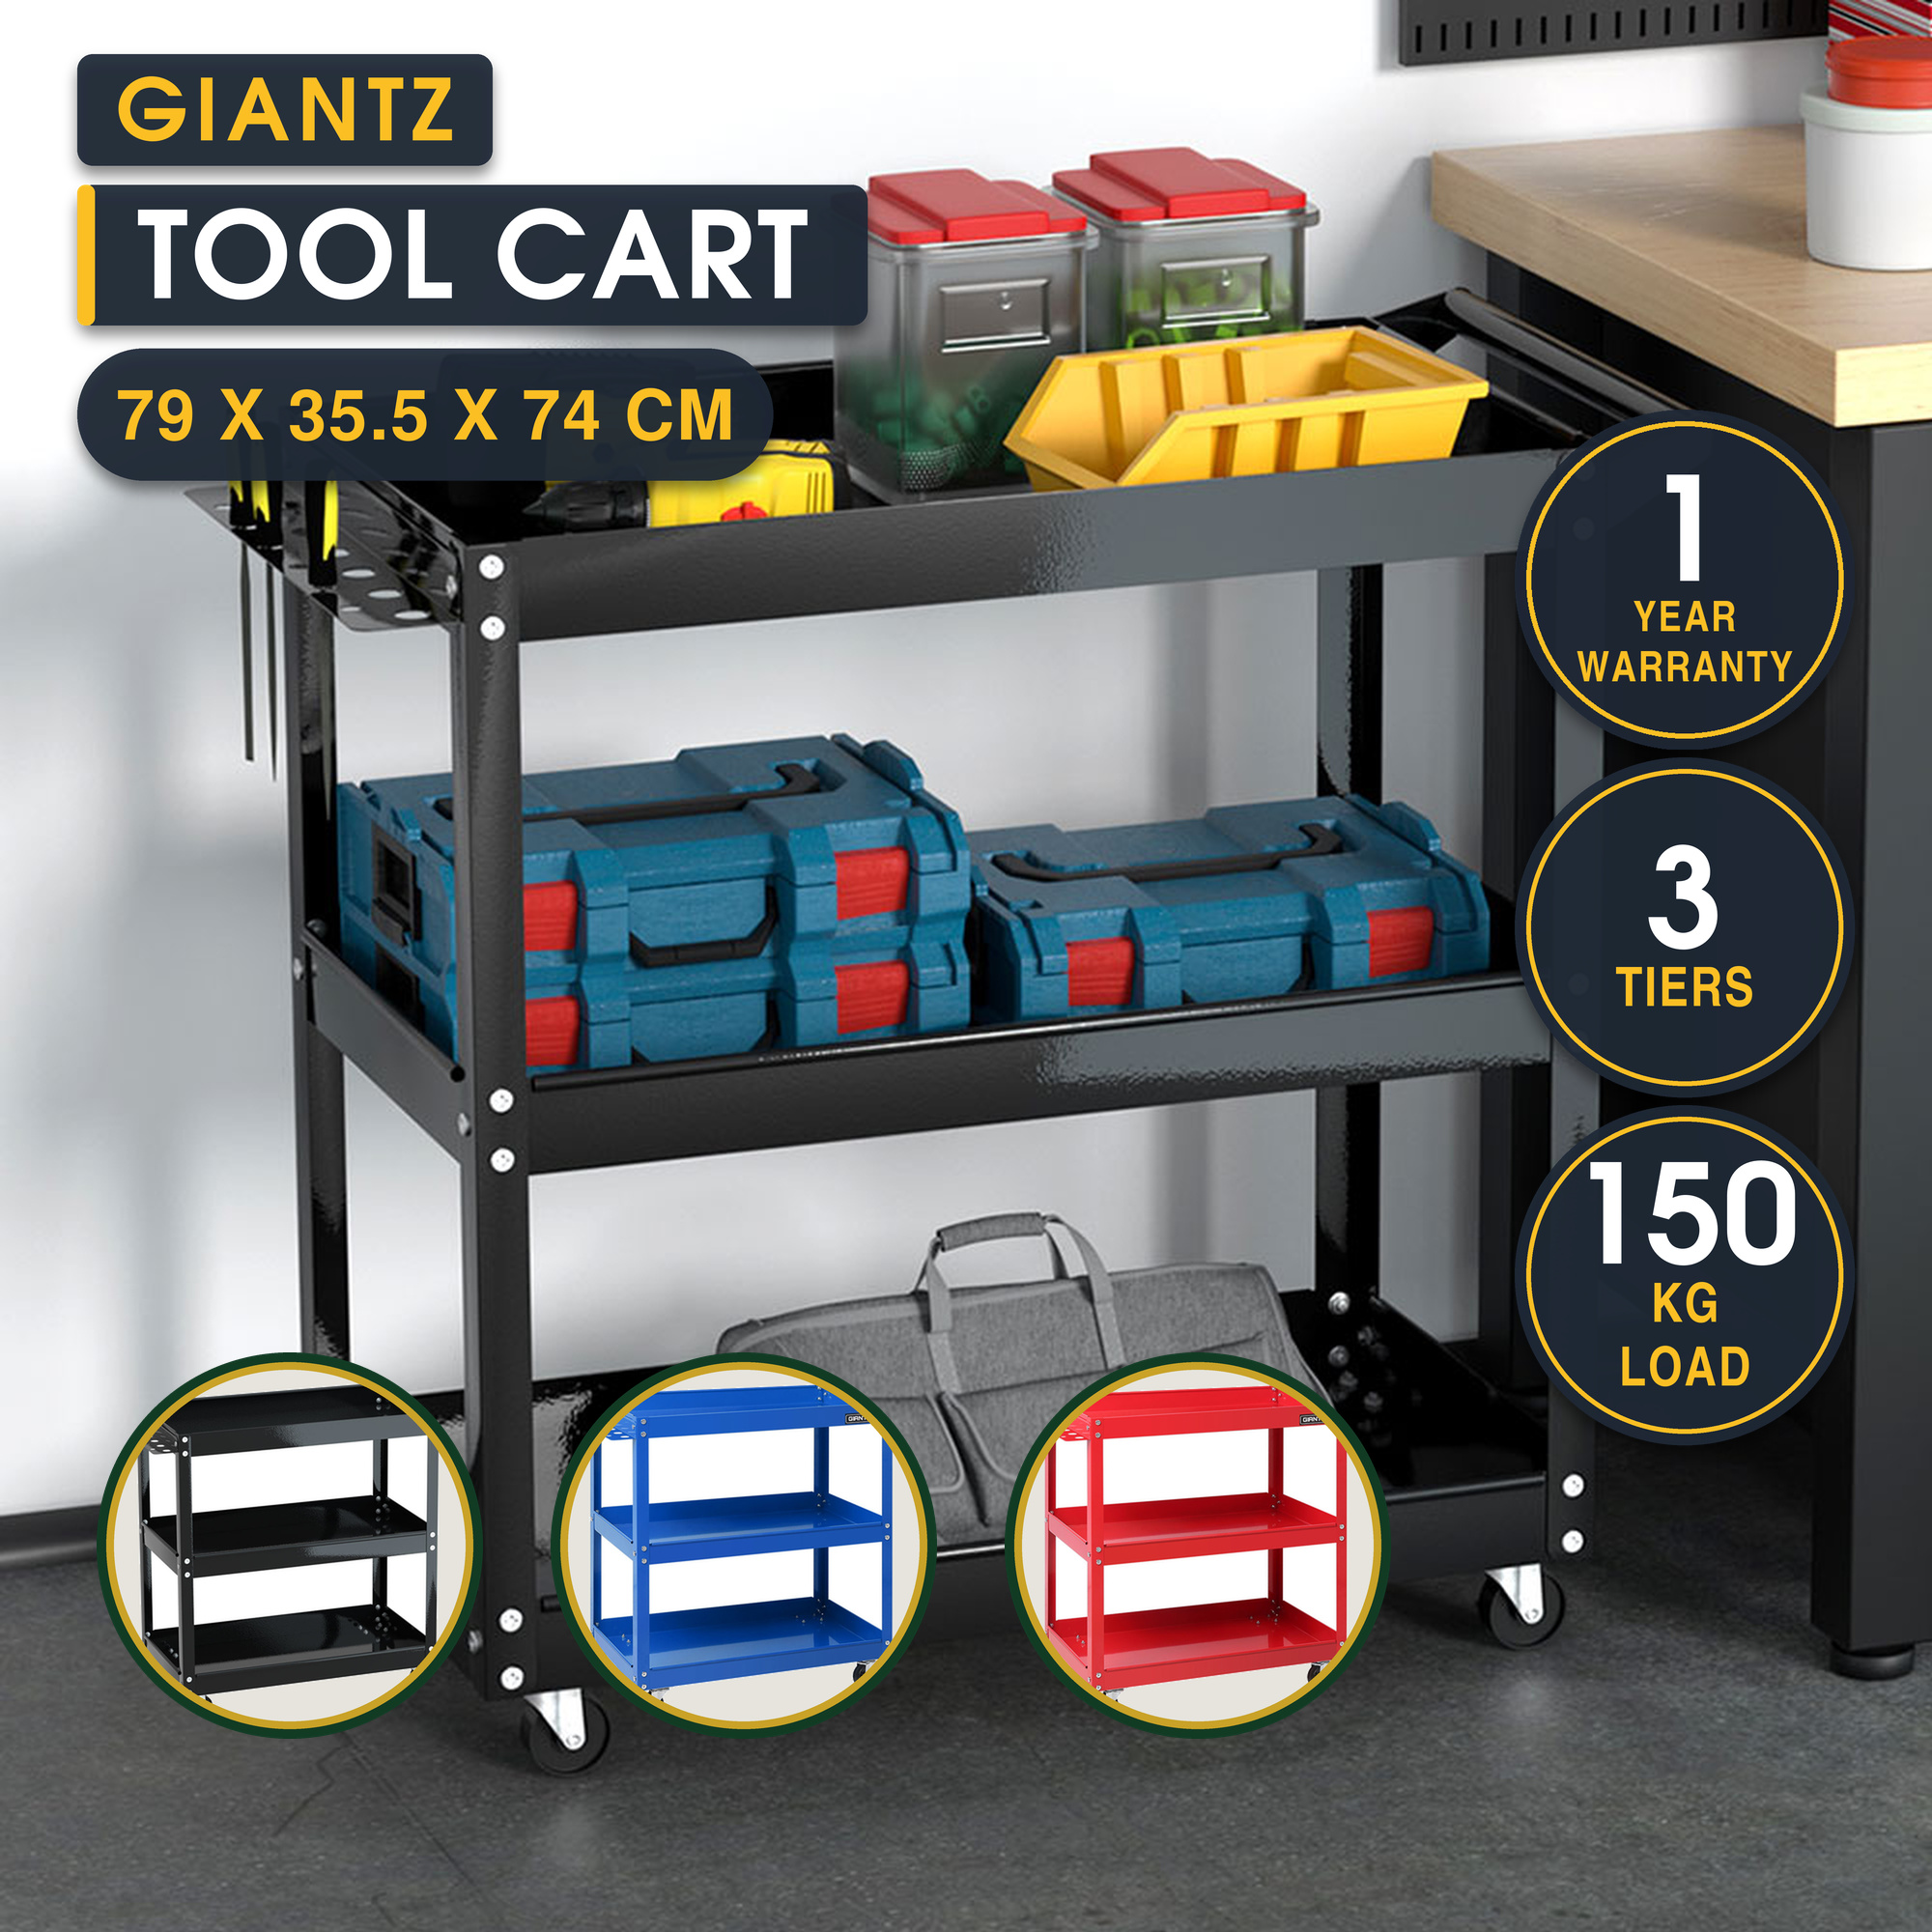 GIANTZ
TOOL CART
79 X 35.5 X 74 CM
1
YEAR
WARRANTY
3
TIERS
150
KG
LOAD